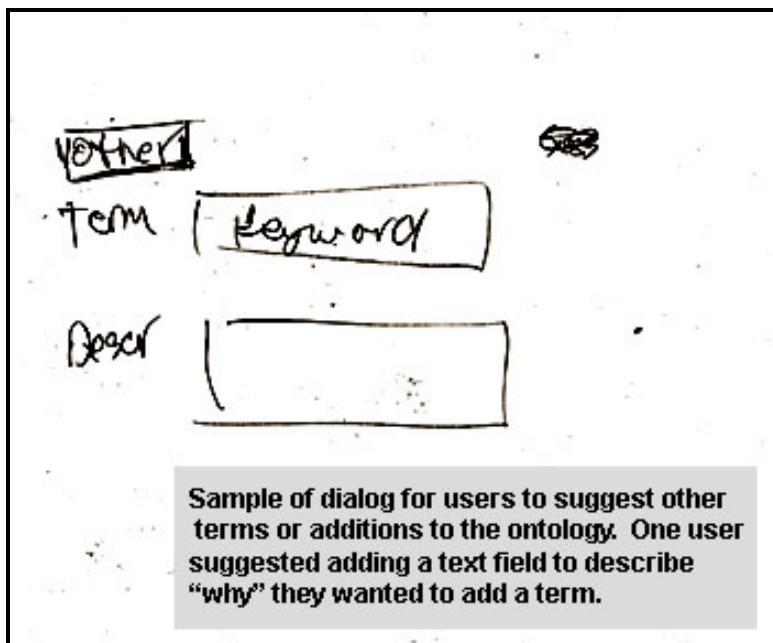 Other
Term
Keyword
Descr
Sample of dialog for users to suggest other
terms or additions to the ontology. One user
suggested adding a text field to describe
“why” they wanted to add a term.